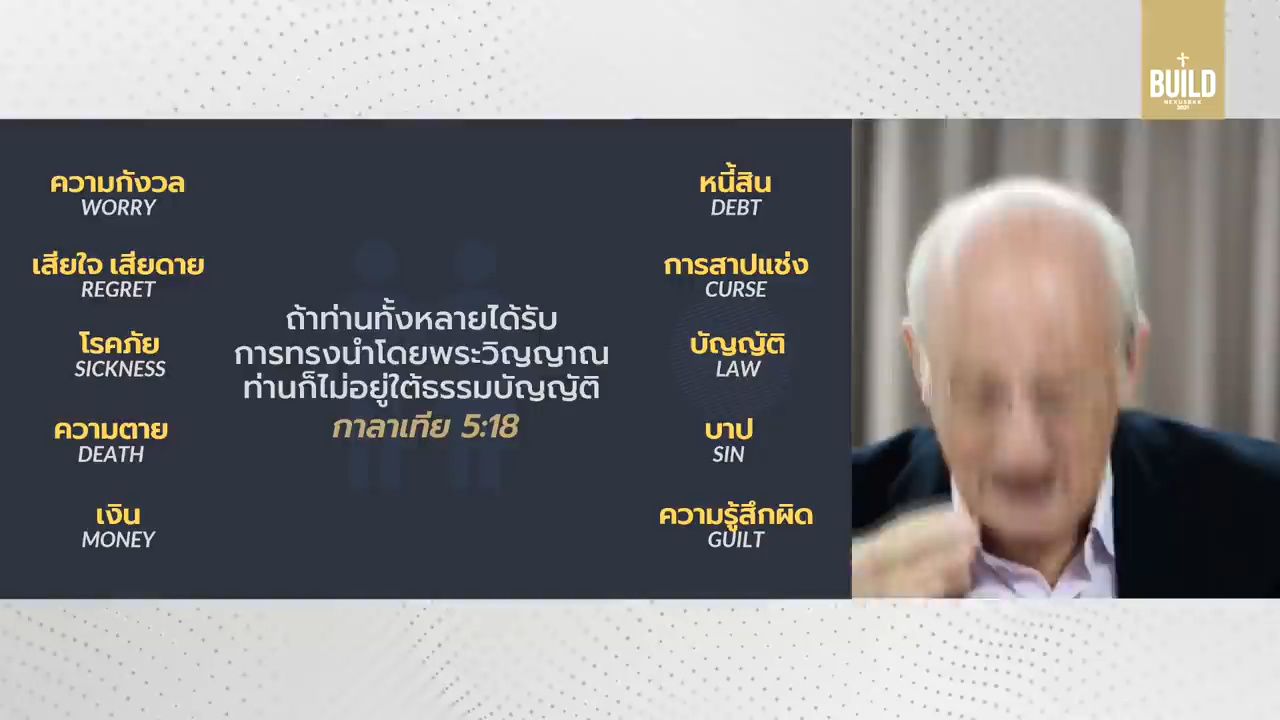 BUILD
NEXUSBKK
2021
ความกังวล
WORRY
เสียใจ เสียดาย
REGRET
โรคภัย
SICKNESS
ความตาย
DEATH
เงิน
MONEY
ถ้าท่านทั้งหลายได้รับ
การทรงนำโดยพระวิญญาณ
ท่านก็ไม่อยู่ใต้ธรรมบัญญัติ
กาลาเทีย 5:18
หนี้สิน
DEBT
การสาปแช่ง
CURSE
บัญญัติ
LAW
บาป
SIN
ความรู้สึกผิด
GUILT